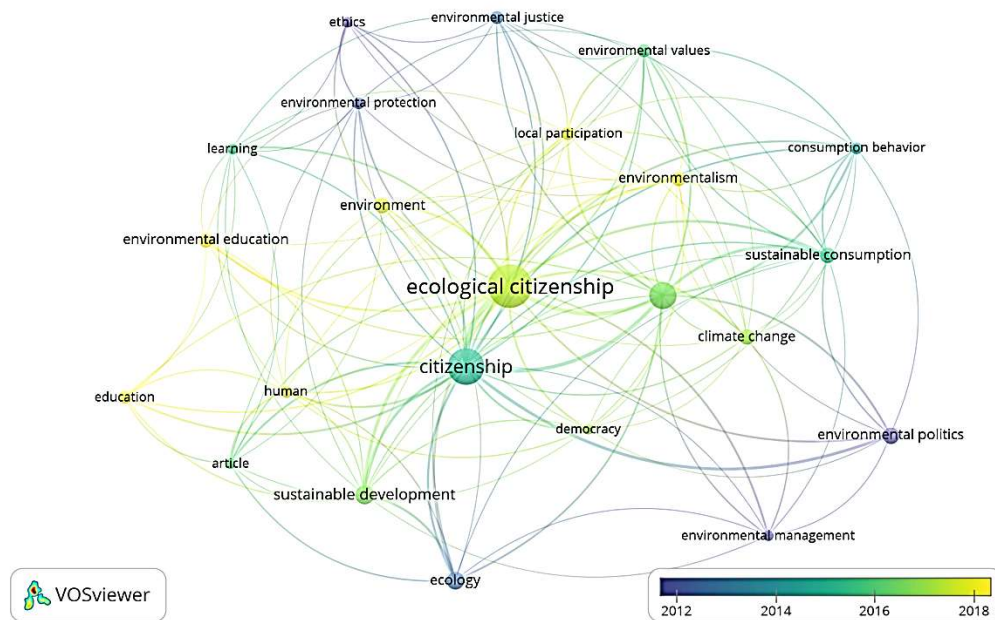 ethics
environmental justice
environmental values
environmental protection
local participation
learning
consumption behavior
environmentalism
environment
environmental education
sustainable consumption
ecological citizenship
climate change
citizenship
human
education
democracy
environmental politics
article
sustainable development
environmental management
ecology
VOSviewer
2012 2014 2016 2018